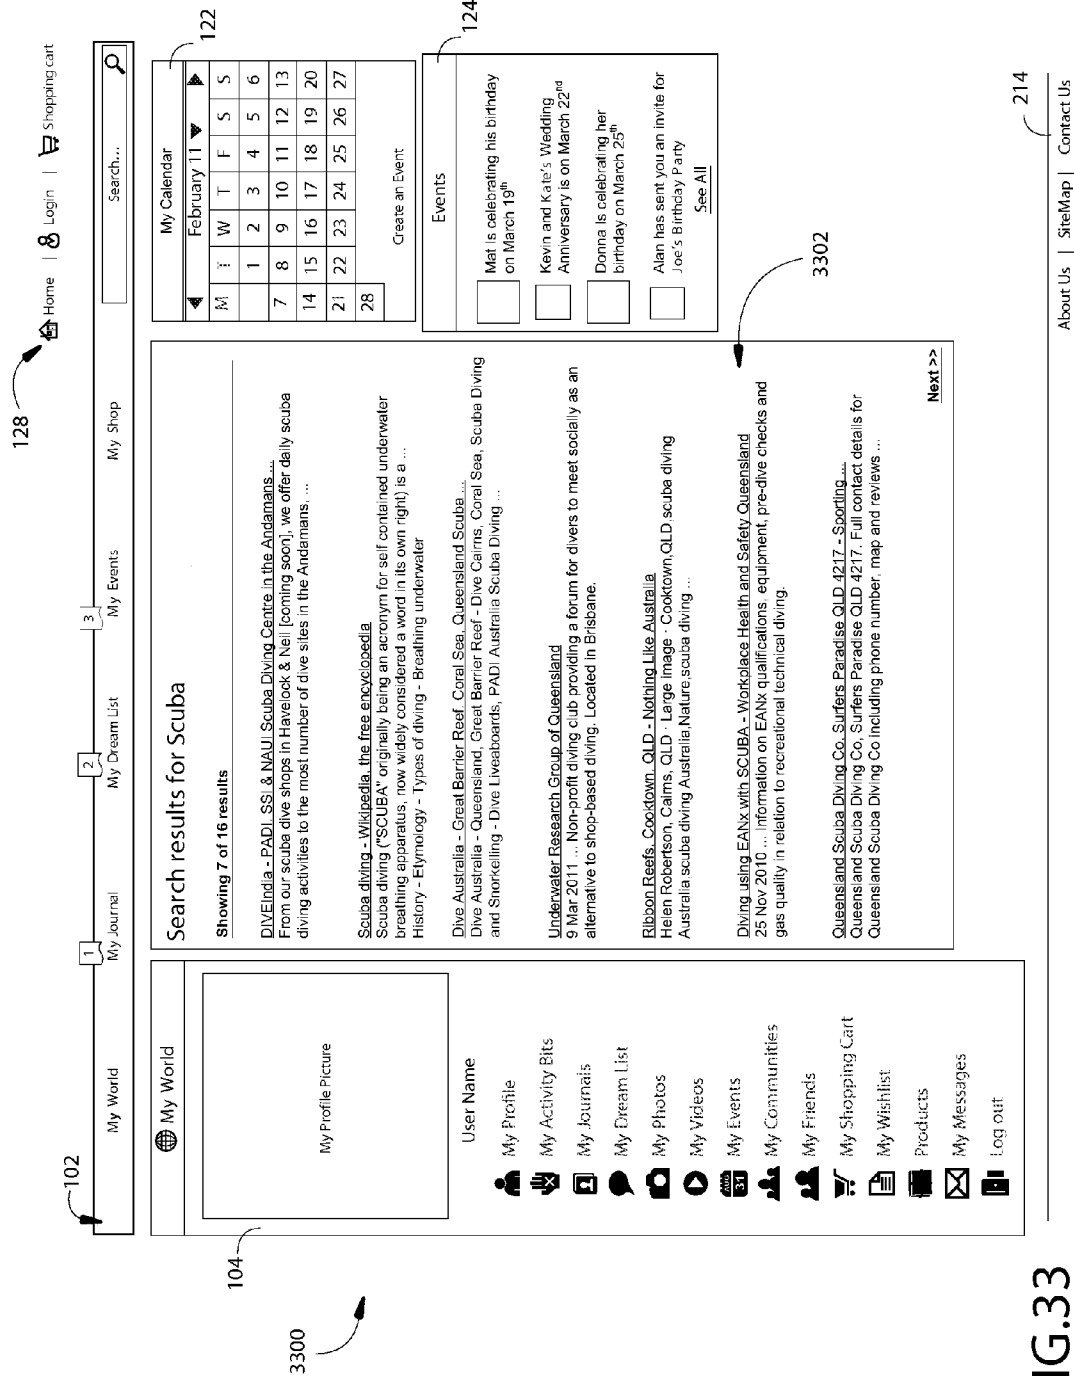 128
Home | Login | Shopping cart
102
My World
1
My Journal
2
My Dream List
3
My Events
My Shop
Search...
104
My World
My Profile Picture
User Name
My Profile
My Activity Bits
My Journals
My Dream List
My Photos
My Videos
AUG
31
My Events
My Communities
My Friends
My Shopping Cart
My Wishlist
Products
My Messages
Log out
Search results for Scuba
Showing 7 of 16 results
DIVEIndia - PADI, SSI & NAUI Scuba Diving Centre in the Andamans ...
From our scuba dive shops in Havelock & Neil [coming soon], we offer daily scuba
diving activities to the most number of dive sites in the Andamans, ...
Scuba diving - Wikipedia, the free encyclopedia
Scuba diving ("SCUBA" originally being an acronym for self contained underwater
breathing apparatus, now widely considered a word in its own right) is a ...
History - Etymology - Types of diving - Breathing underwater
Dive Australia - Great Barrier Reef, Coral Sea, Queensland Scuba ...
Dive Australia - Queensland, Great Barrier Reef - Dive Cairns, Coral Sea, Scuba Diving
and Snorkelling - Dive Liveaboards, PADI Australia Scuba Diving ...
Underwater Research Group of Queensland
9 Mar 2011 ... Non-profit diving club providing a forum for divers to meet socially as an
alternative to shop-based diving. Located in Brisbane.
Ribbon Reefs, Cooktown, QLD - Nothing Like Australia
Helen Robertson, Cairns, QLD · Large Image · Cooktown,QLD,scuba diving
Australia,scuba diving Australia,Nature,scuba diving ...
Diving using EANx with SCUBA - Workplace Health and Safety Queensland
25 Nov 2010 ... Information on EANx qualifications, equipment, pre-dive checks and
gas quality in relation to recreational technical diving.
Queensland Scuba Diving Co, Surfers Paradise QLD 4217 - Sporting ...
Queensland Scuba Diving Co, Surfers Paradise QLD 4217. Full contact details for
Queensland Scuba Diving Co Including phone number, map and reviews ...
Next >>
3302
122
My Calendar
February 11
M T W T F S S
1 2 3 4 5 6
7 8 9 10 11 12 13
14 15 16 17 18 19 20
21 22 23 24 25 26 27
28
Create an Event
124
Events
Mat is celebrating his birthday
on March 19th
Kevin and Kate's Wedding
Anniversary is on March 22nd
Donna is celebrating her
birthday on March 25th
Alan has sent you an invite for
Joe's Birthday Party
See All
3300
214
About Us | SiteMap | Contact Us
IG.33